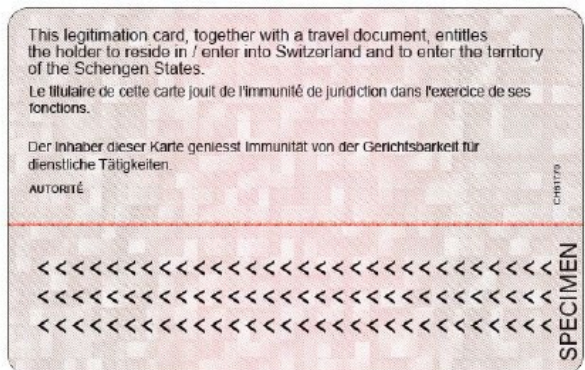 This legitimation card, together with a travel document, entitles
the holder to reside in / enter into Switzerland and to enter the territory
of the Schengen States.
Le titulaire de cette carte jouit de l'immunité de juridiction dans l'exercice de ses
fonctions.
Der Inhaber dieser Karte geniesst Immunität von der Gerichtsbarkeit für
dienstliche Tätigkeiten.
AUTORITÉ
<<<<<<<<<<<<<<<<<<<<<<
<<<<<<<<<<<<<<<<<<<<<<
<<<<<<<<<<<<<<<<<<<<<<
SPECIMEN